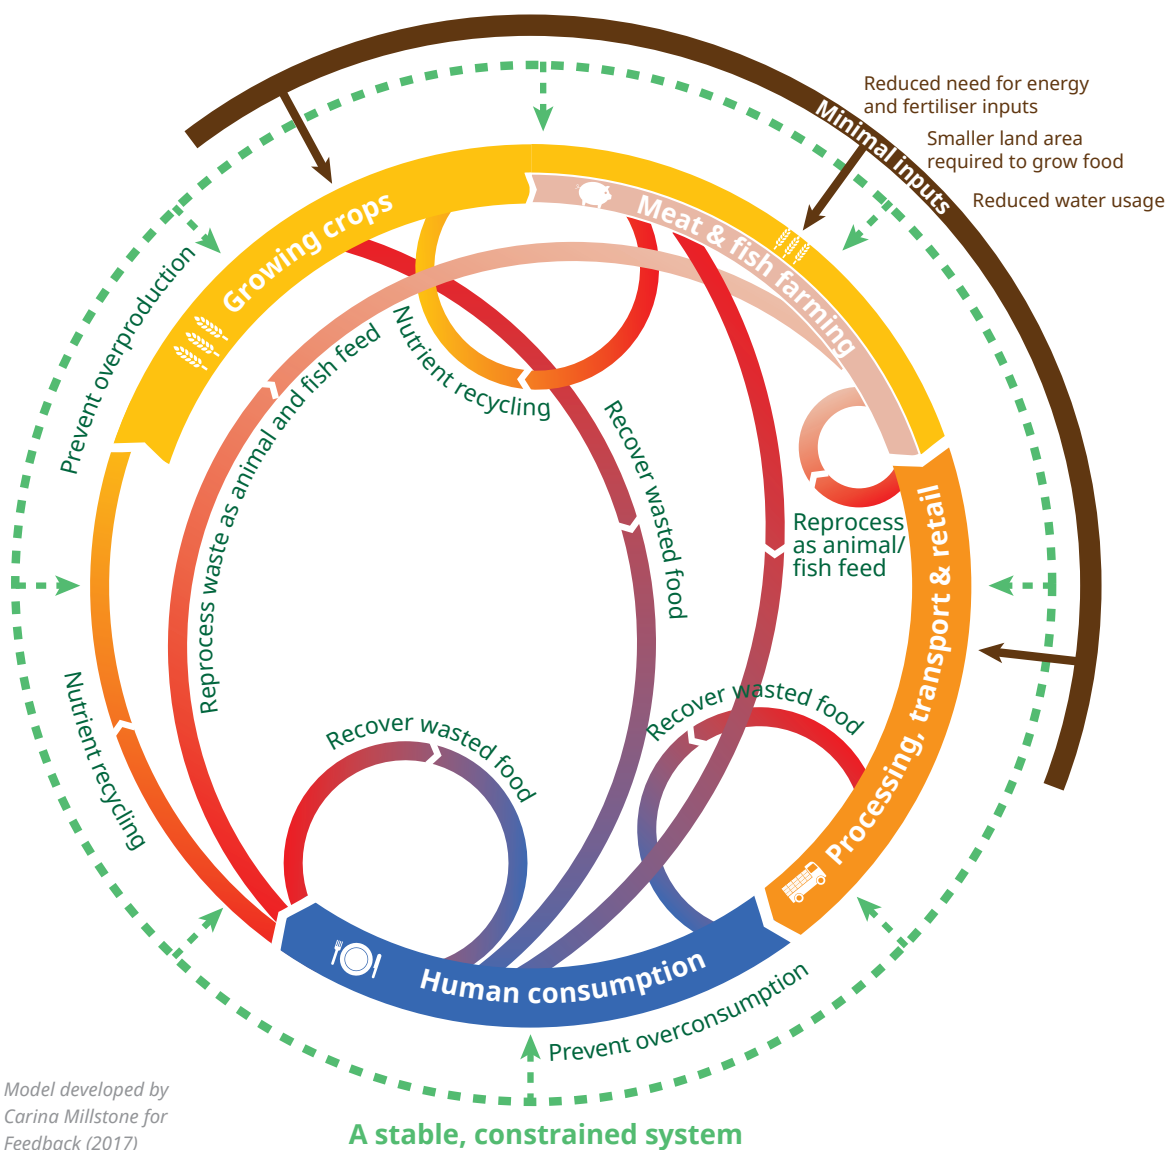 Reduced need for energy
and fertiliser inputs
Smaller land area
required to grow food
Reduced water usage
Minimal inputs
Growing crops
Meat & fish farming
Prevent overproduction
Nutrient recycling
Reprocess waste as animal and fish feed
Recover wasted food
Reprocess
as animal/
fish feed
Processing, transport & retail
Nutrient recycling
Recover wasted food
Recover wasted food
Human consumption
Prevent overconsumption
Model developed by
Carina Millstone for
Feedback (2017)
A stable, constrained system